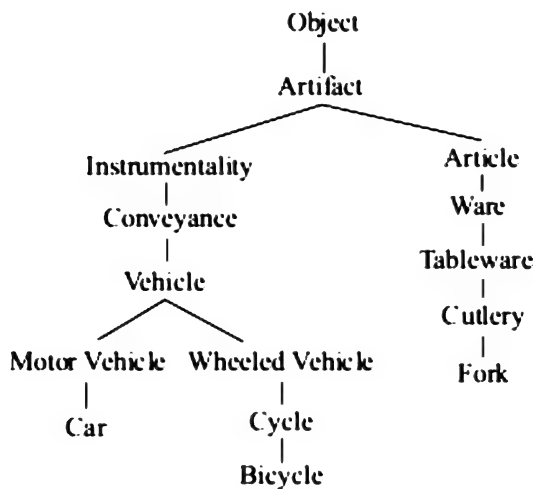 Object
Artifact
Instrumentality Article
Conveyance Ware
Vehicle Tableware
Cutlery
Motor Vehicle Wheeled Vehicle Fork
Car Cycle
Bicycle